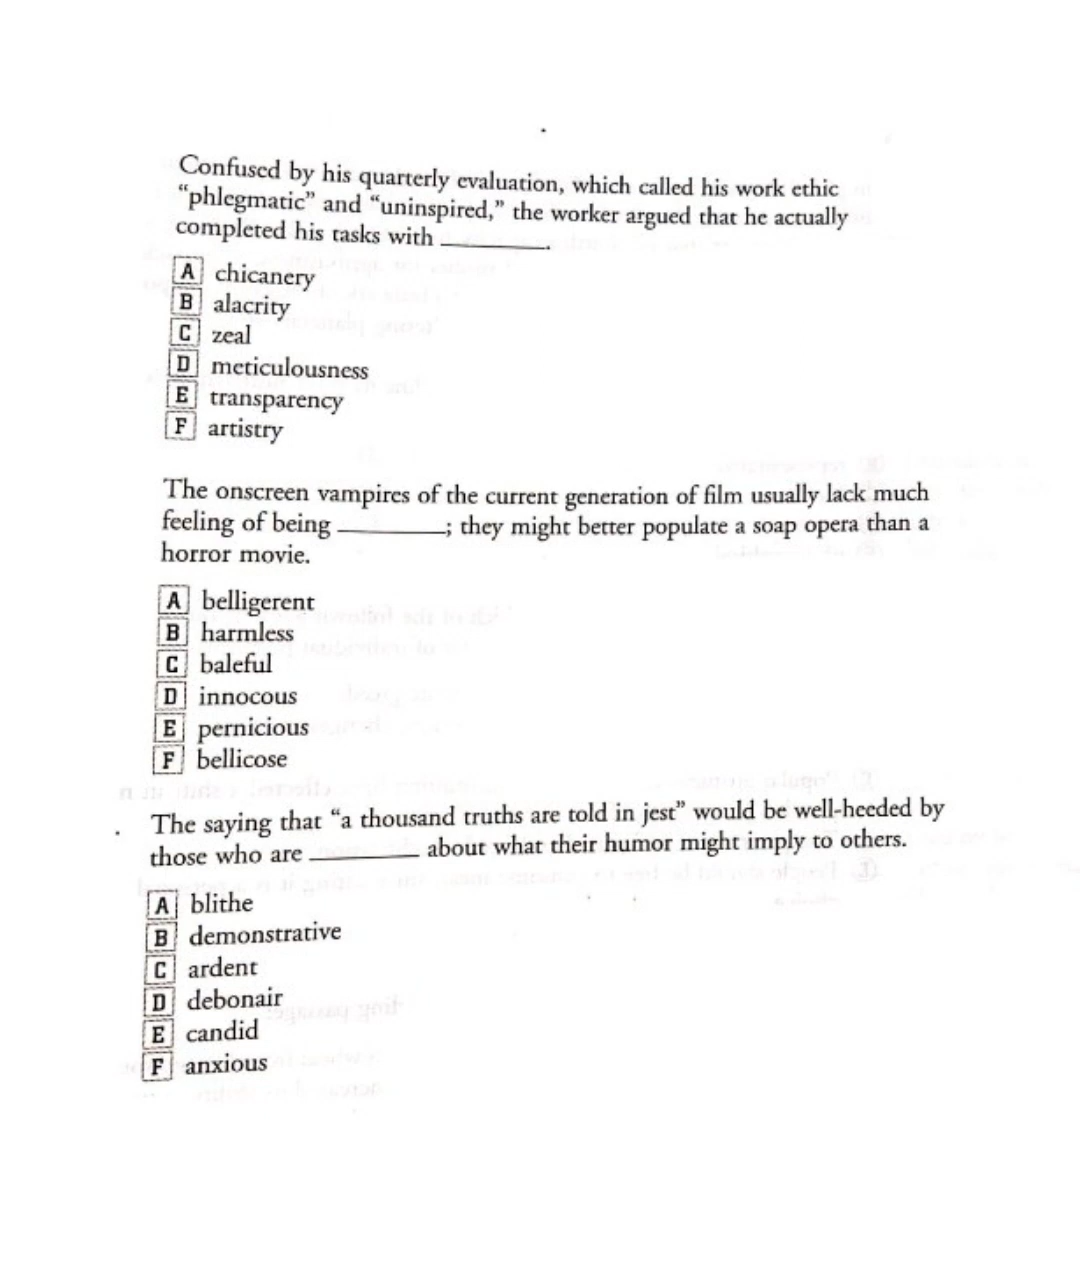 Confused by his quarterly evaluation, which called his work ethic
"phlegmatic" and "uninspired," the worker argued that he actually
completed his tasks with ________.
A chicanery
B alacrity
C zeal
D meticulousness
E transparency
F artistry
The onscreen vampires of the current generation of film usually lack much
feeling of being ________; they might better populate a soap opera than a
horror movie.
A belligerent
B harmless
C baleful
D innocous
E pernicious
F bellicose
The saying that "a thousand truths are told in jest" would be well-heeded by
those who are ________ about what their humor might imply to others.
A blithe
B demonstrative
C ardent
D debonair
E candid
F anxious